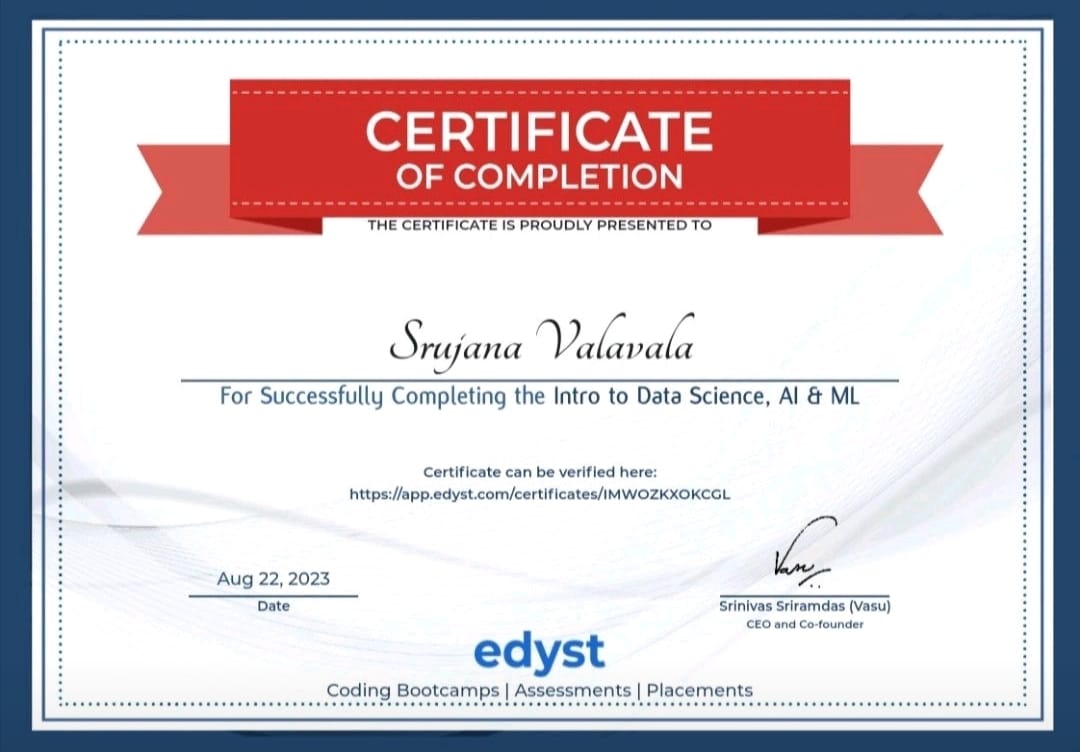 CERTIFICATE
OF COMPLETION
THE CERTIFICATE IS PROUDLY PRESENTED TO
Srujana Valavala
For Successfully Completing the Intro to Data Science, AI & ML
Certificate can be verified here:
https://app.edyst.com/certificates/IMWOZKXOKCGL
Aug 22, 2023
Date
Vasu
Srinivas Sriramdas (Vasu)
CEO and Co-founder
edyst
Coding Bootcamps | Assessments | Placements